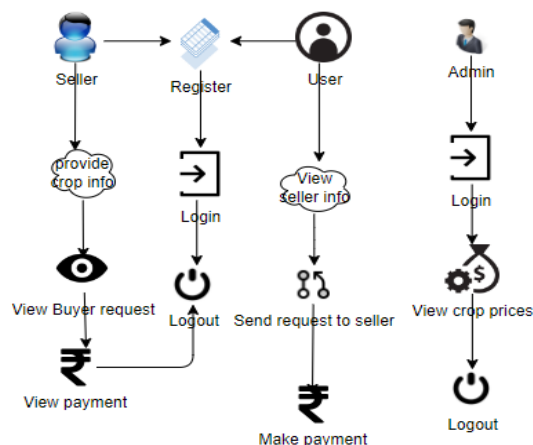 Seller
Register
User
Admin
provide
crop info
Login
View
seller info
Login
$
View Buyer request
Logout
Send request to seller
View crop prices
₹
View payment
₹
Make payment
Logout